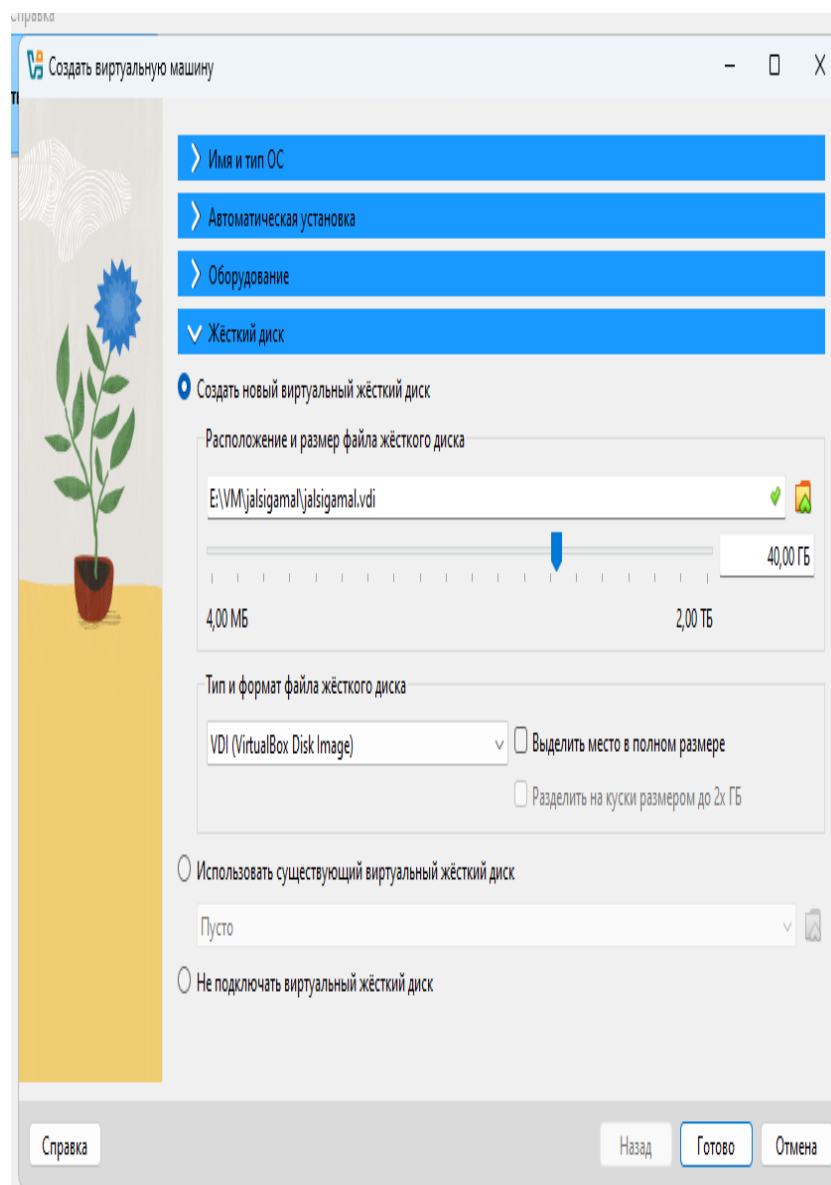 Справка
Создать виртуальную машину
Имя и тип ОС
Автоматическая установка
Оборудование
Жёсткий диск
Создать новый виртуальный жёсткий диск
Расположение и размер файла жёсткого диска
E:\VM\jalsigamal\jalsigamal.vdi
40,00 ГБ
4,00 МБ 2,00 ТБ
Тип и формат файла жёсткого диска
VDI (VirtualBox Disk Image) Выделить место в полном размере
Разделить на куски размером до 2х ГБ
Использовать существующий виртуальный жёсткий диск
Пусто
Не подключать виртуальный жёсткий диск
Справка Назад Готово Отмена